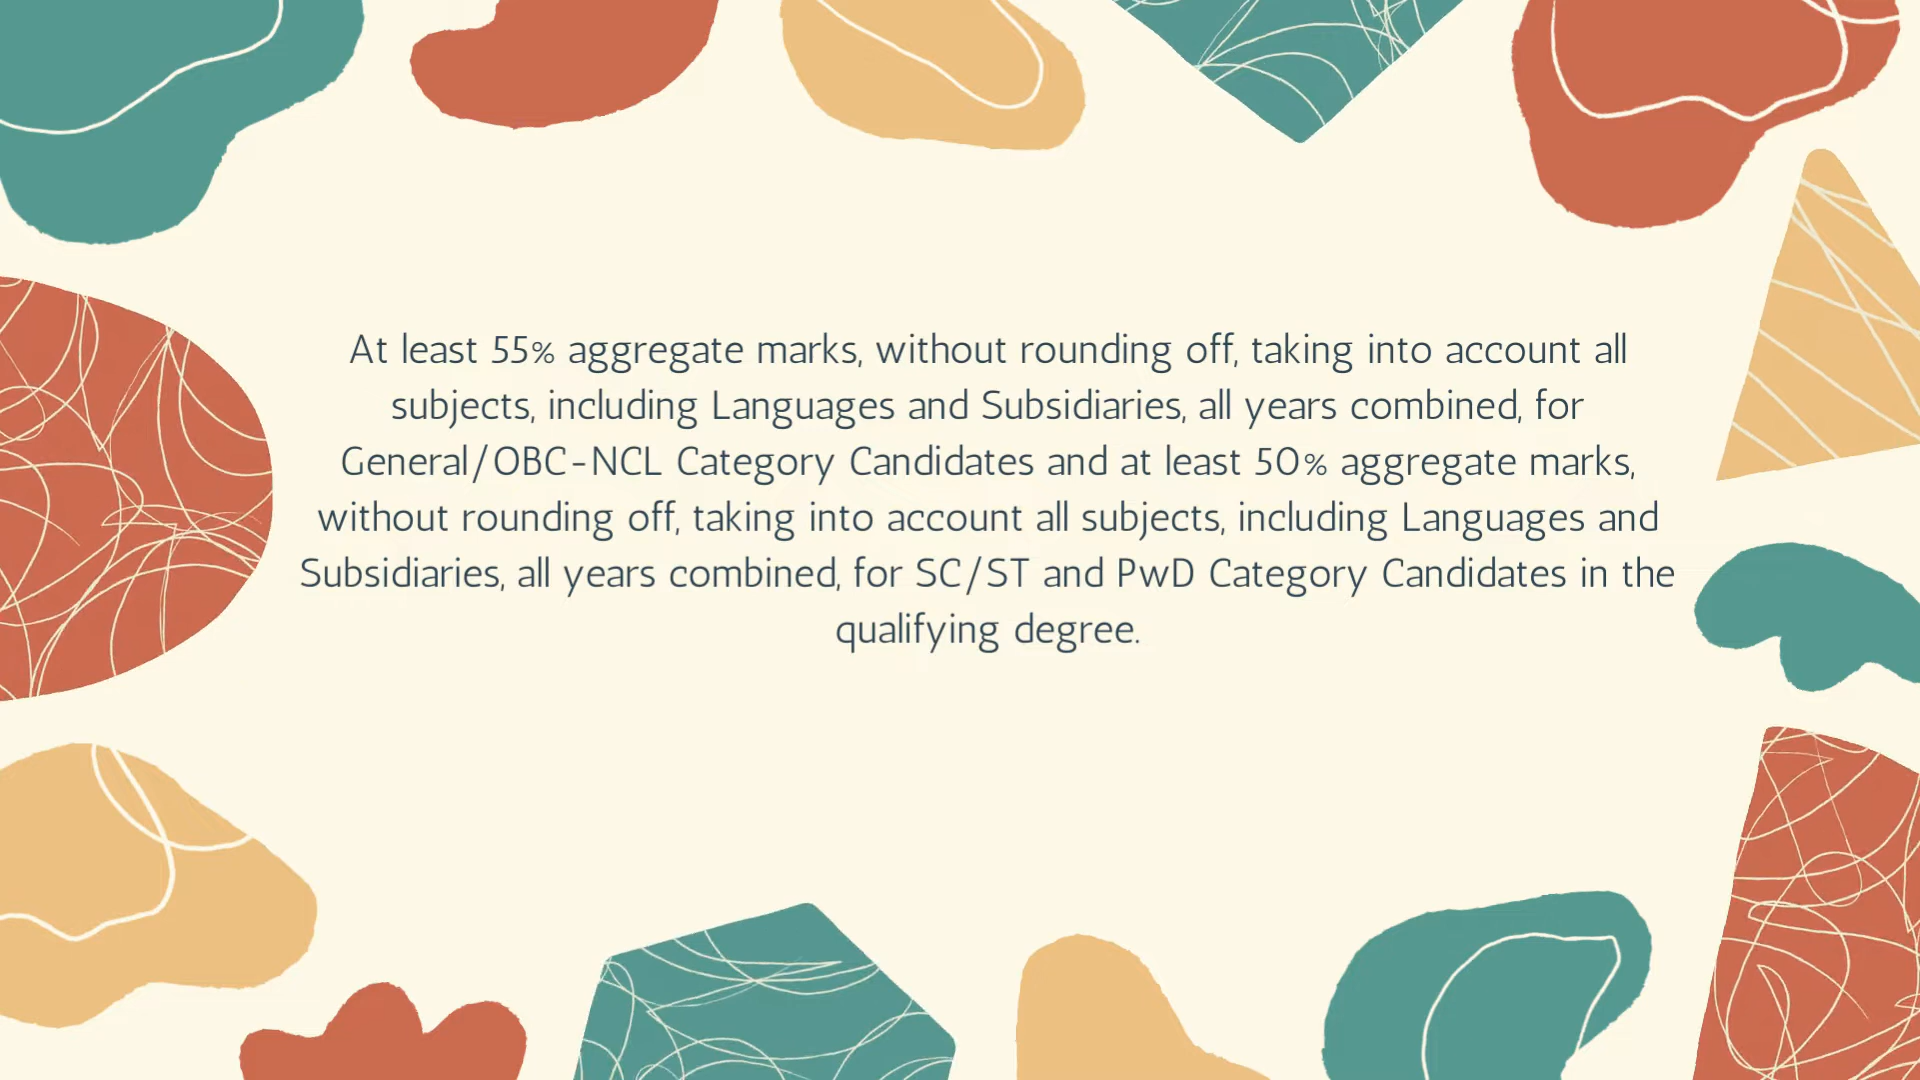 At least 55% aggregate marks, without rounding off, taking into account all
subjects, including Languages and Subsidiaries, all years combined, for
General/OBC-NCL Category Candidates and at least 50% aggregate marks,
without rounding off, taking into account all subjects, including Languages and
Subsidiaries, all years combined, for SC/ST and PwD Category Candidates in the
qualifying degree.